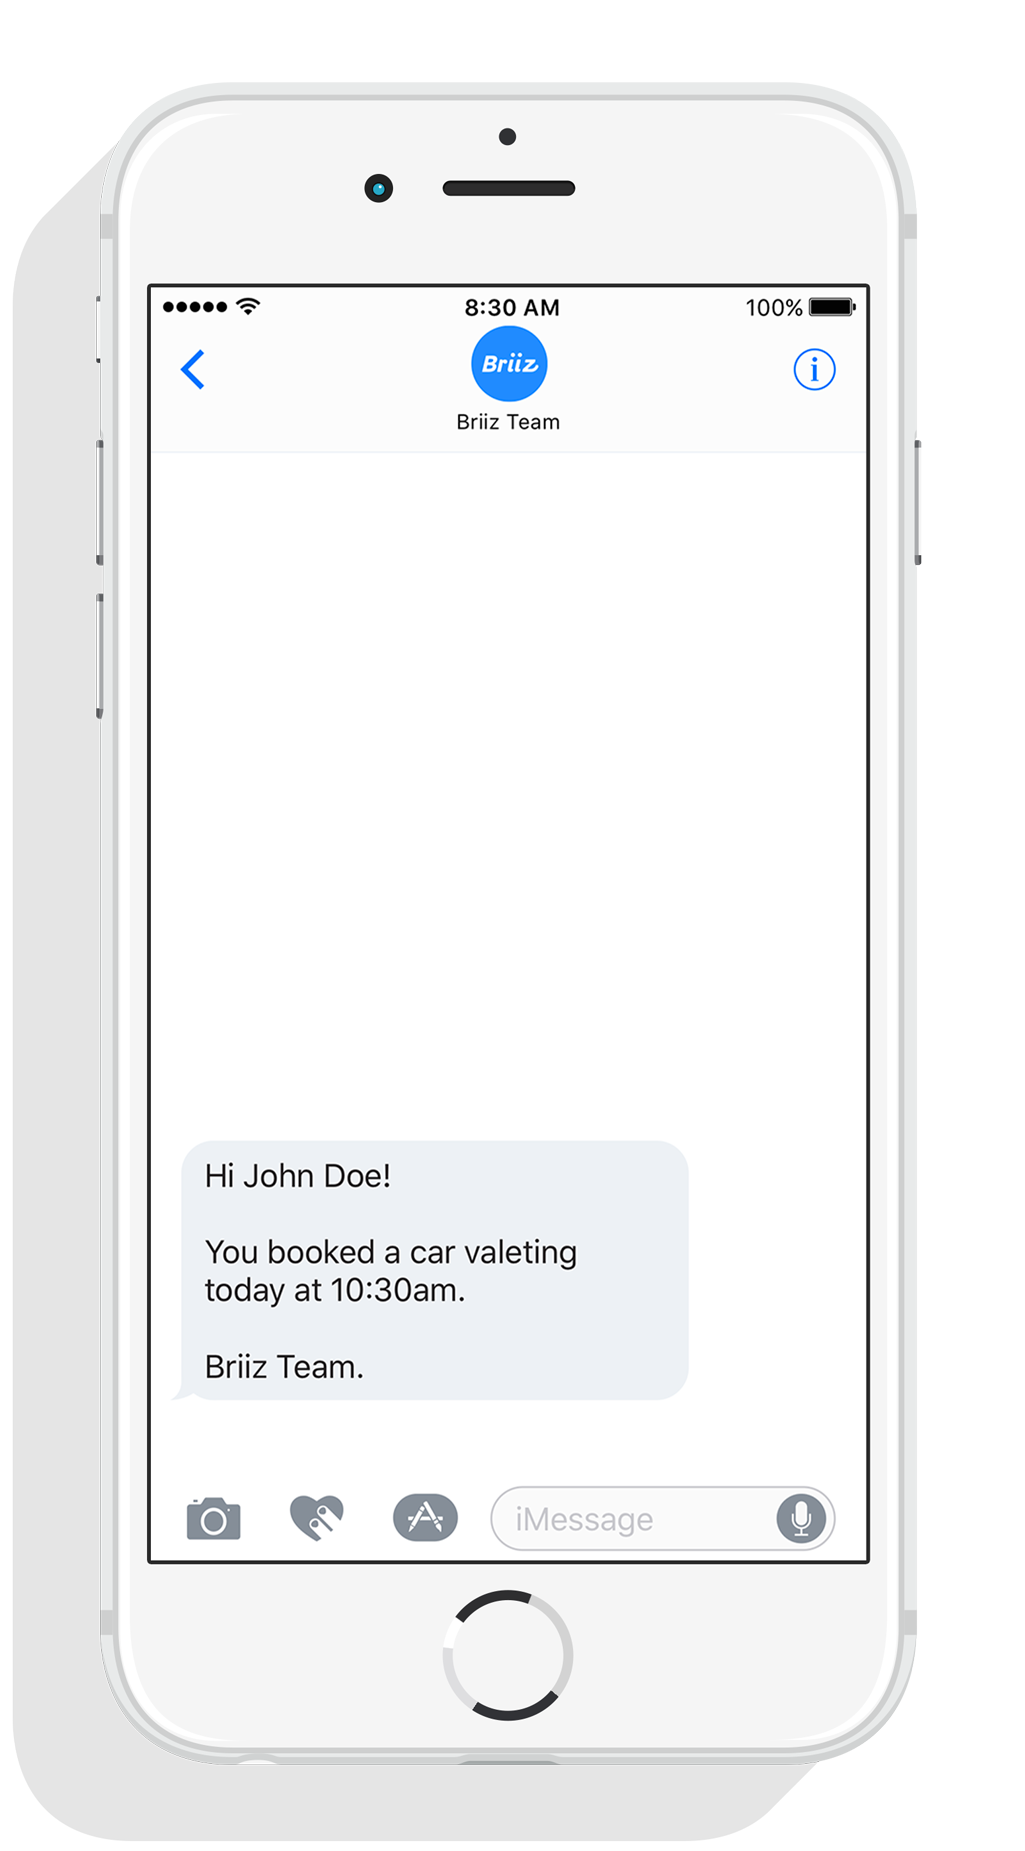 8:30 AM
100%
Briiz
Briiz Team
Hi John Doe!
You booked a car valeting
today at 10:30am.
Briiz Team.
iMessage